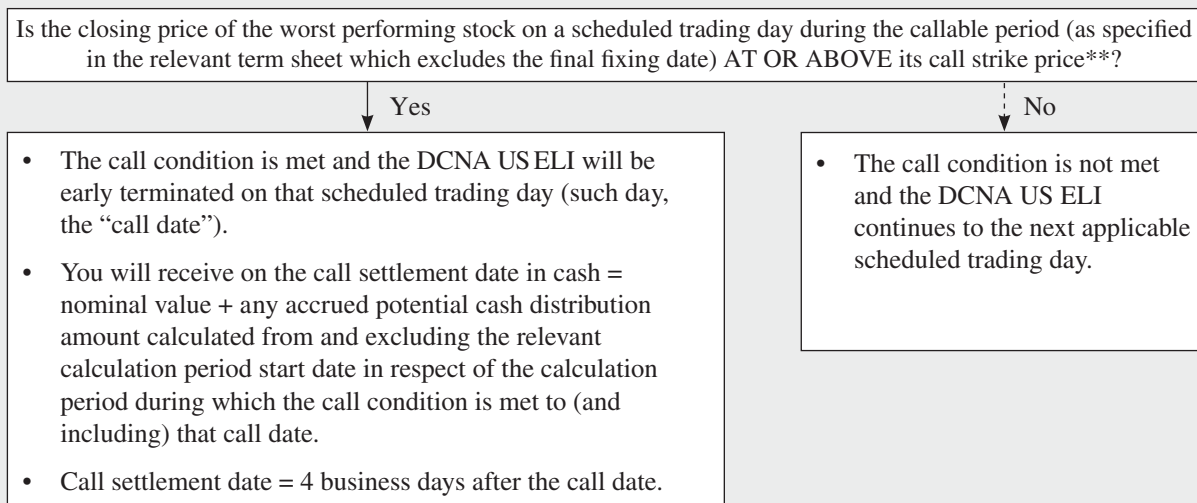 Is the closing price of the worst performing stock on a scheduled trading day during the callable period (as specified
in the relevant term sheet which excludes the final fixing date) AT OR ABOVE its call strike price**?
Yes
• The call condition is met and the DCNA US ELI will be
early terminated on that scheduled trading day (such day,
the “call date”).
• You will receive on the call settlement date in cash =
nominal value + any accrued potential cash distribution
amount calculated from and excluding the relevant
calculation period start date in respect of the calculation
period during which the call condition is met to (and
including) that call date.
• Call settlement date = 4 business days after the call date.
No
• The call condition is not met
and the DCNA US ELI
continues to the next applicable
scheduled trading day.